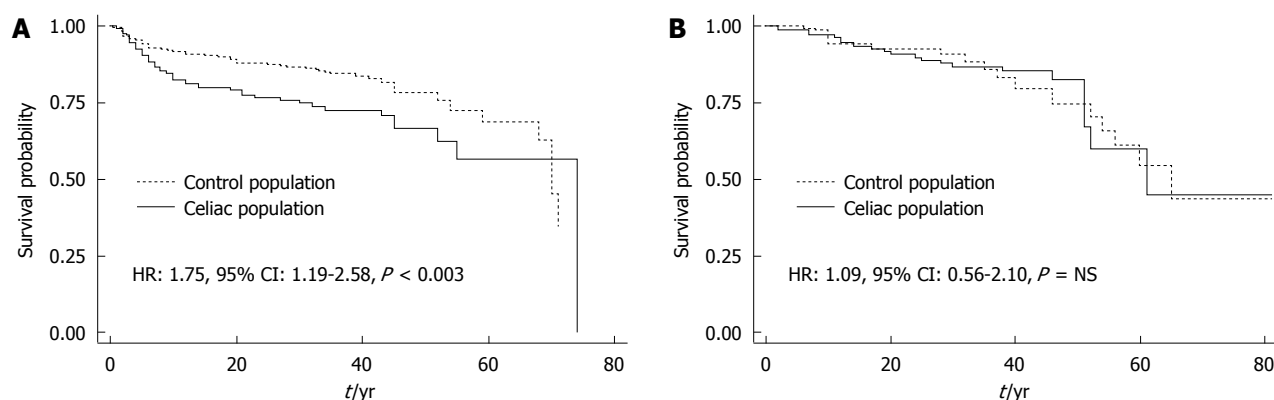 A
1.00
0.75
0.50
0.25
0.00
Survival probability
Control population
Celiac population
HR: 1.75, 95% CI: 1.19-2.58, P < 0.003
0 20 40 60 80
t/yr
B
1.00
0.75
0.50
0.25
0.00
Survival probability
Control population
Celiac population
HR: 1.09, 95% CI: 0.56-2.10, P = NS
0 20 40 60 80
t/yr